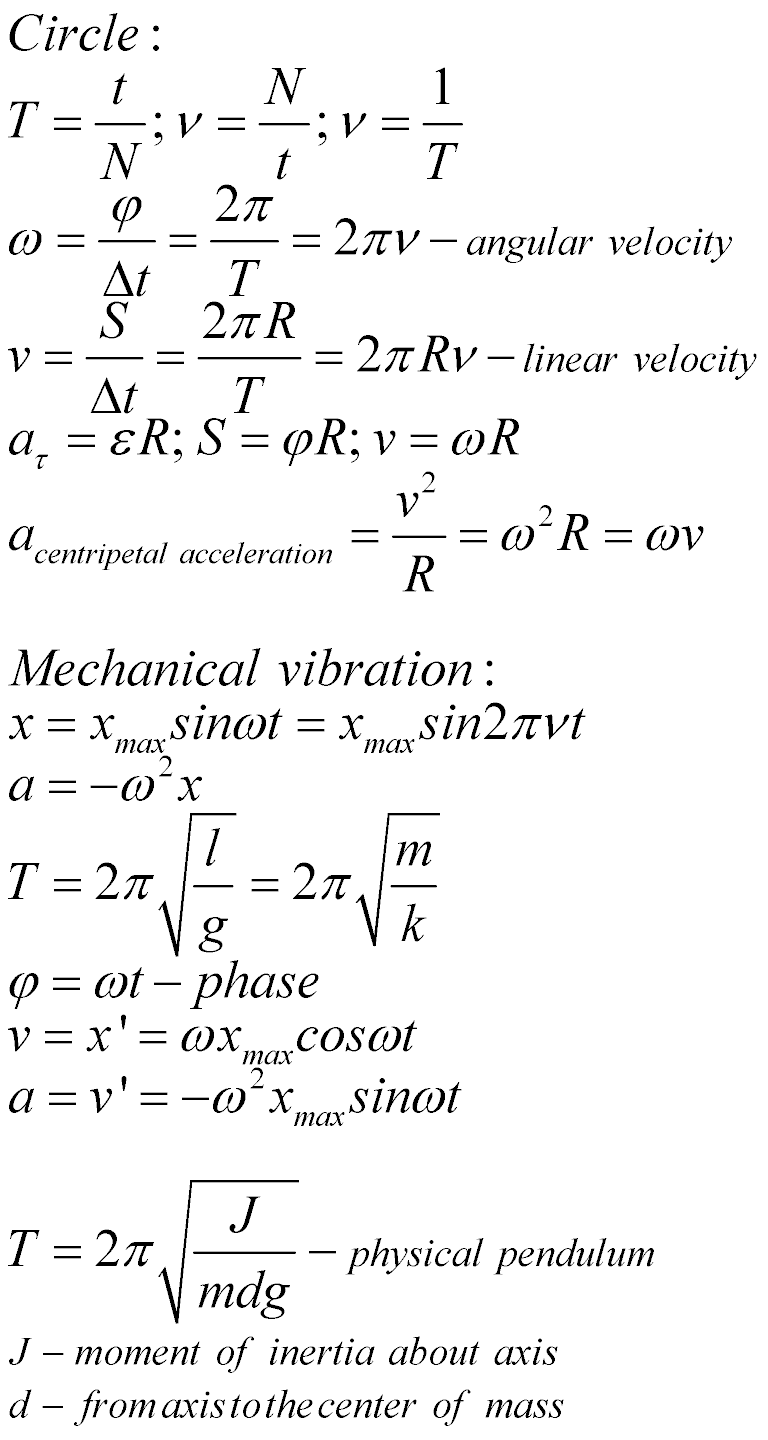 Circle:
T = t/N; ν = N/t; ν = 1/T
ω = φ/Δt = 2π/T = 2πν − angular velocity
v = S/Δt = 2πR/T = 2πRν − linear velocity
a_τ = εR; S = φR; v = ωR
a_centripetal acceleration = v²/R = ω²R = ωv
Mechanical vibration:
x = x_max sinωt = x_max sin2πνt
a = −ω²x
T = 2π√(l/g) = 2π√(m/k)
φ = ωt − phase
v = x' = ωx_max cosωt
a = v' = −ω²x_max sinωt
T = 2π√(J/mdg) − physical pendulum
J − moment of inertia about axis
d − from axis to the center of mass